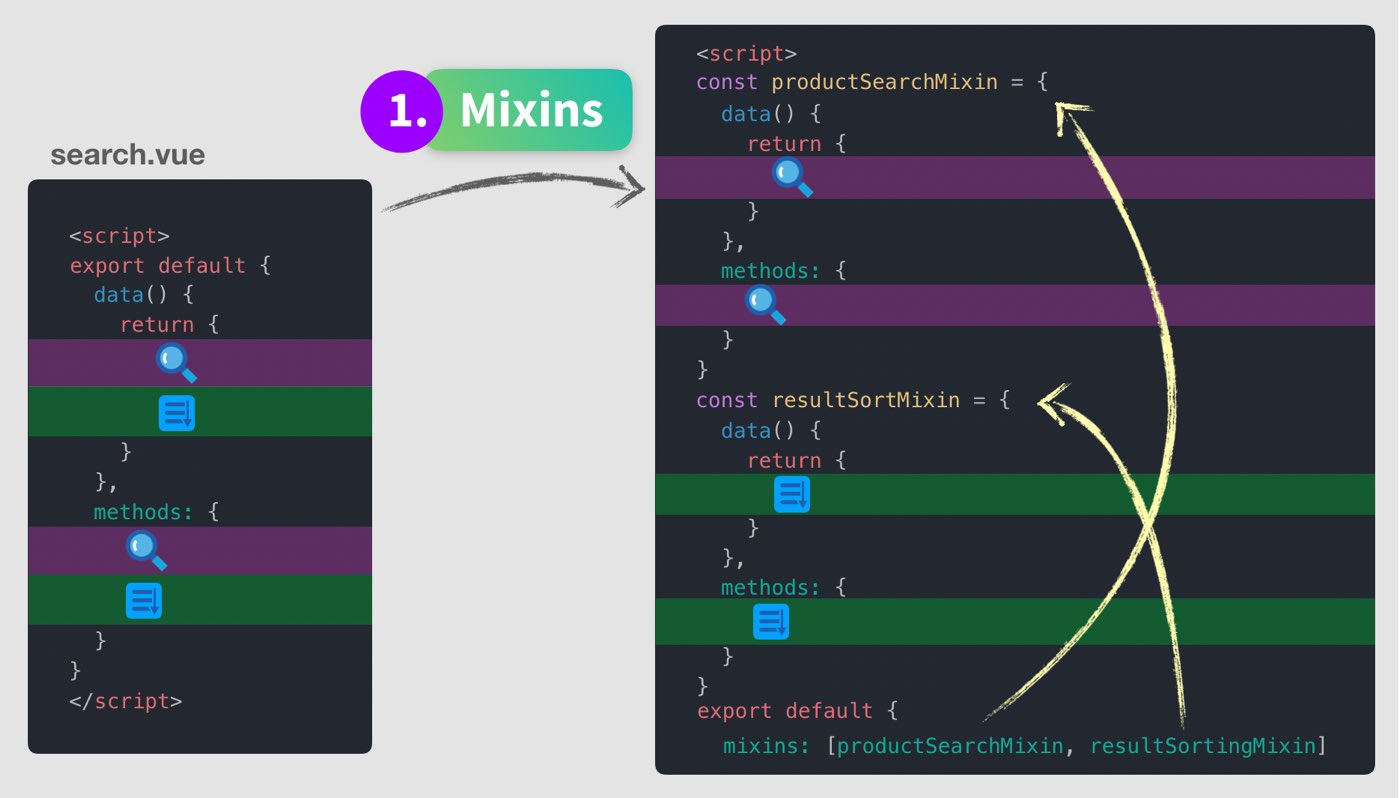 1. Mixins
search.vue
<script>
export default {
data() {
return {
}
},
methods: {
}
}
</script>
<script>
const productSearchMixin = {
data() {
return {
}
},
methods: {
}
}
const resultSortMixin = {
data() {
return {
}
},
methods: {
}
}
export default {
mixins: [productSearchMixin, resultSortingMixin]